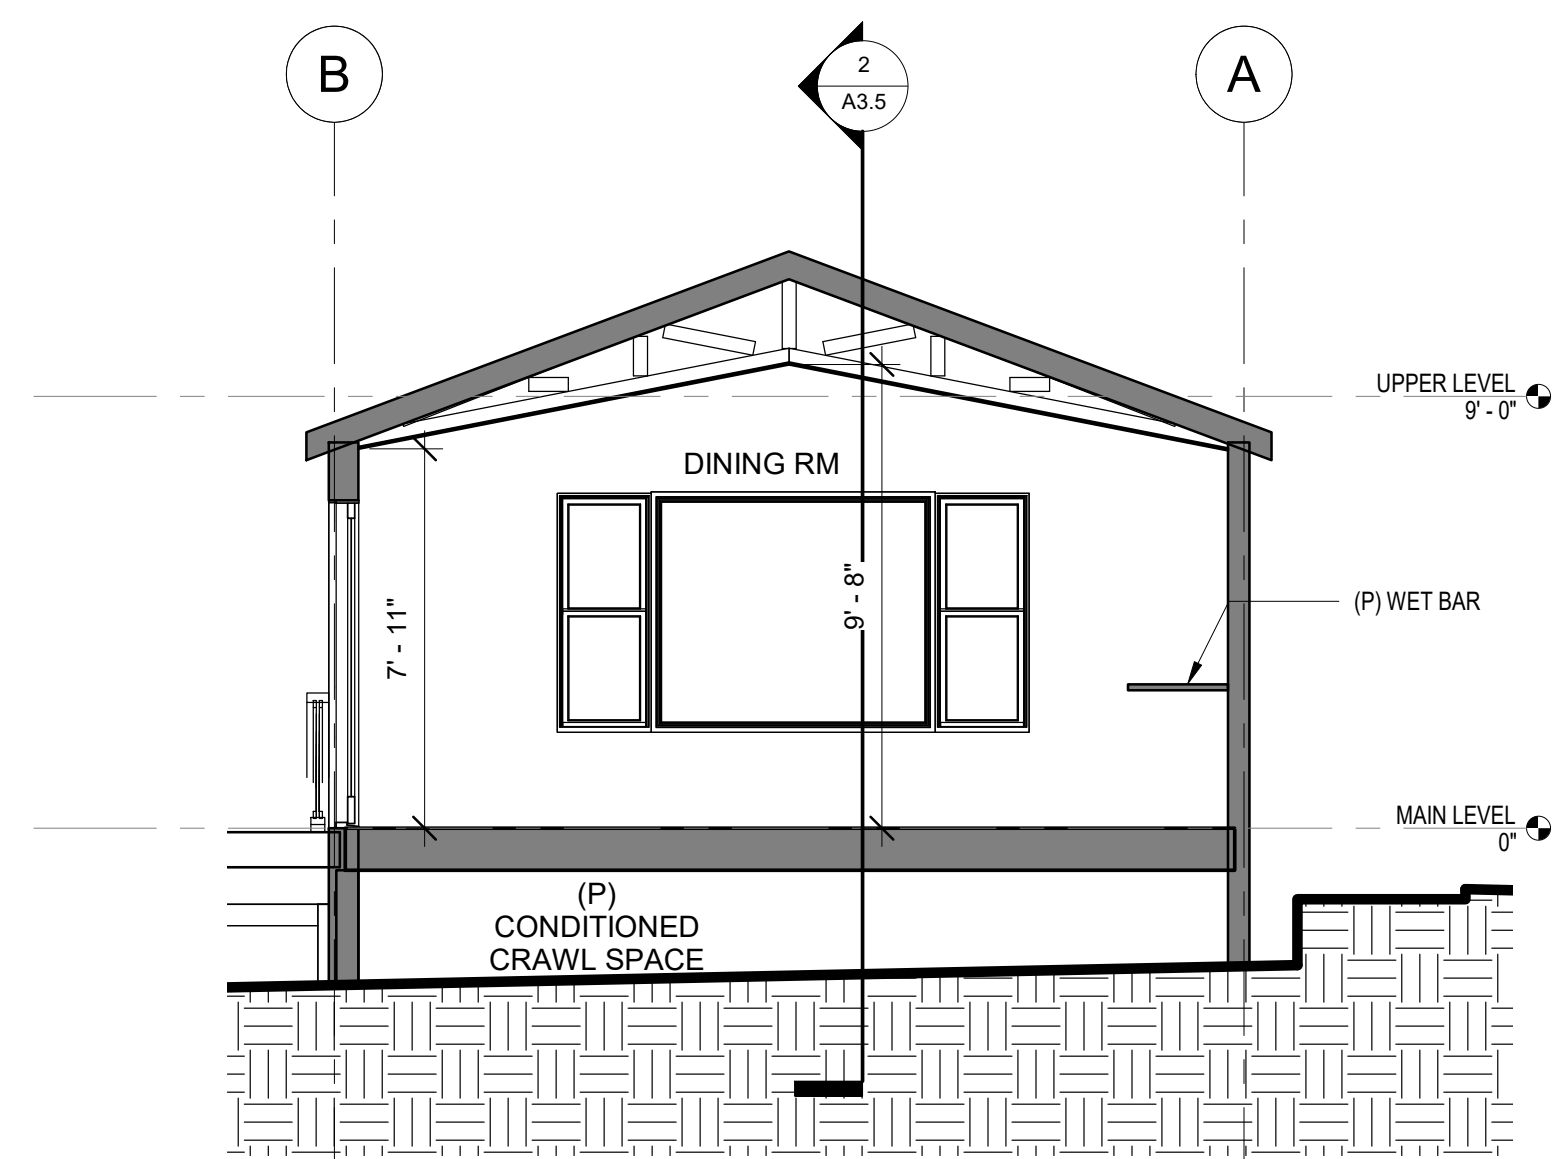 B
2
A3.5
A
UPPER LEVEL
9' - 0"
DINING RM
7' - 11"
9' - 8"
(P) WET BAR
MAIN LEVEL
0"
(P)
CONDITIONED
CRAWL SPACE